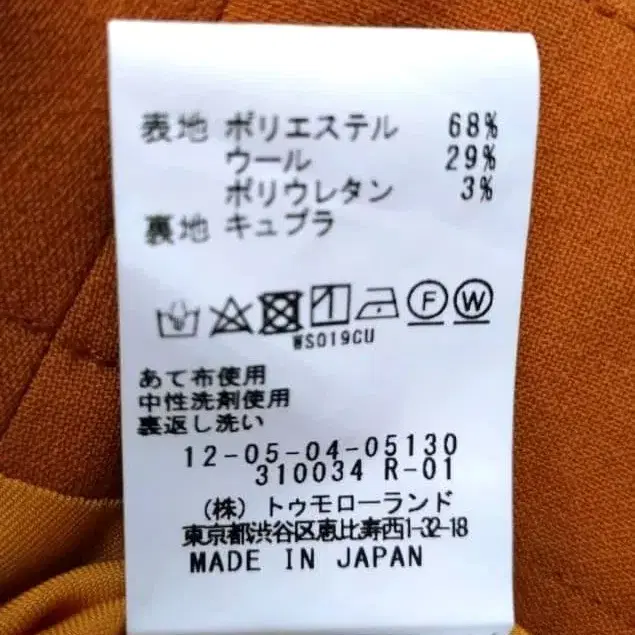 表地 ポリエステル 68%
ウール 29%
ポリウレタン 3%
裏地 キュプラ
F W
WS019CU
あて布使用
中性洗剤使用
裏返し洗い
12-05-04-05130
310034 R-01
(株) トゥモローランド
東京都渋谷区恵比寿西1-32-18
MADE IN JAPAN